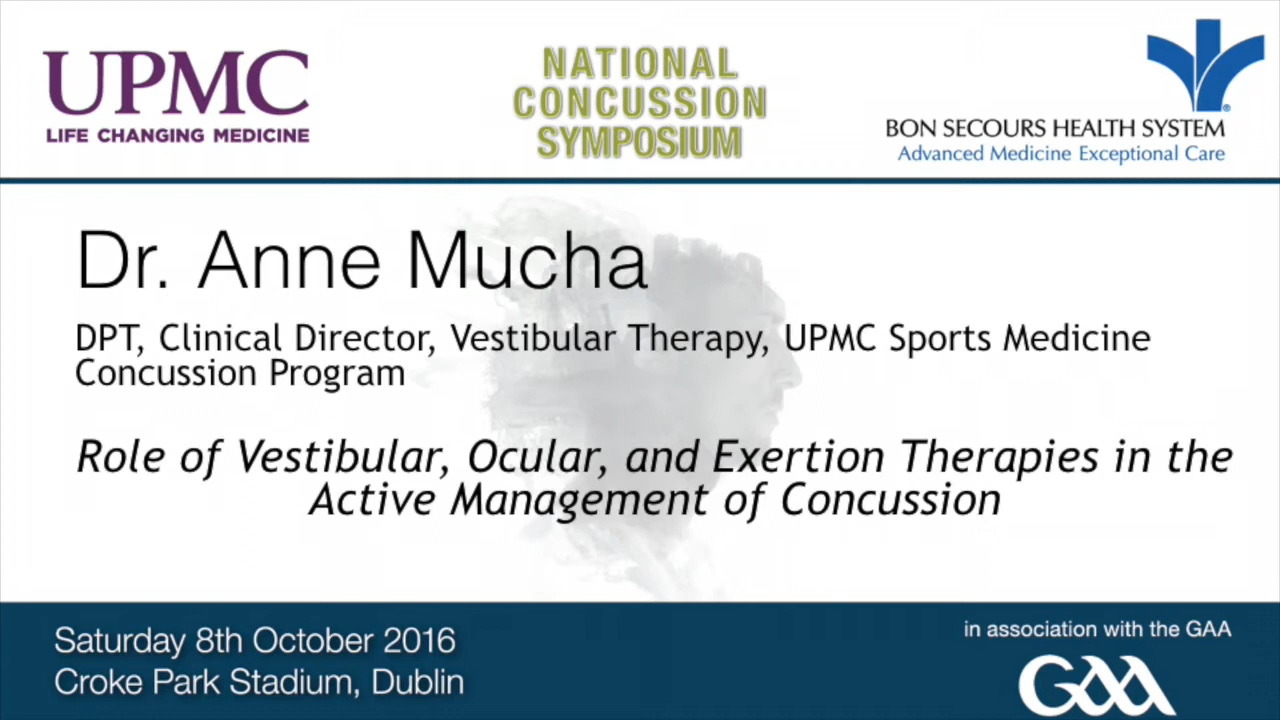 UPMC
LIFE CHANGING MEDICINE
NATIONAL
CONCUSSION
SYMPOSIUM
BON SECOURS HEALTH SYSTEM
Advanced Medicine Exceptional Care
Dr. Anne Mucha
DPT, Clinical Director, Vestibular Therapy, UPMC Sports Medicine
Concussion Program
Role of Vestibular, Ocular, and Exertion Therapies in the
Active Management of Concussion
Saturday 8th October 2016
Croke Park Stadium, Dublin
in association with the GAA
GAA